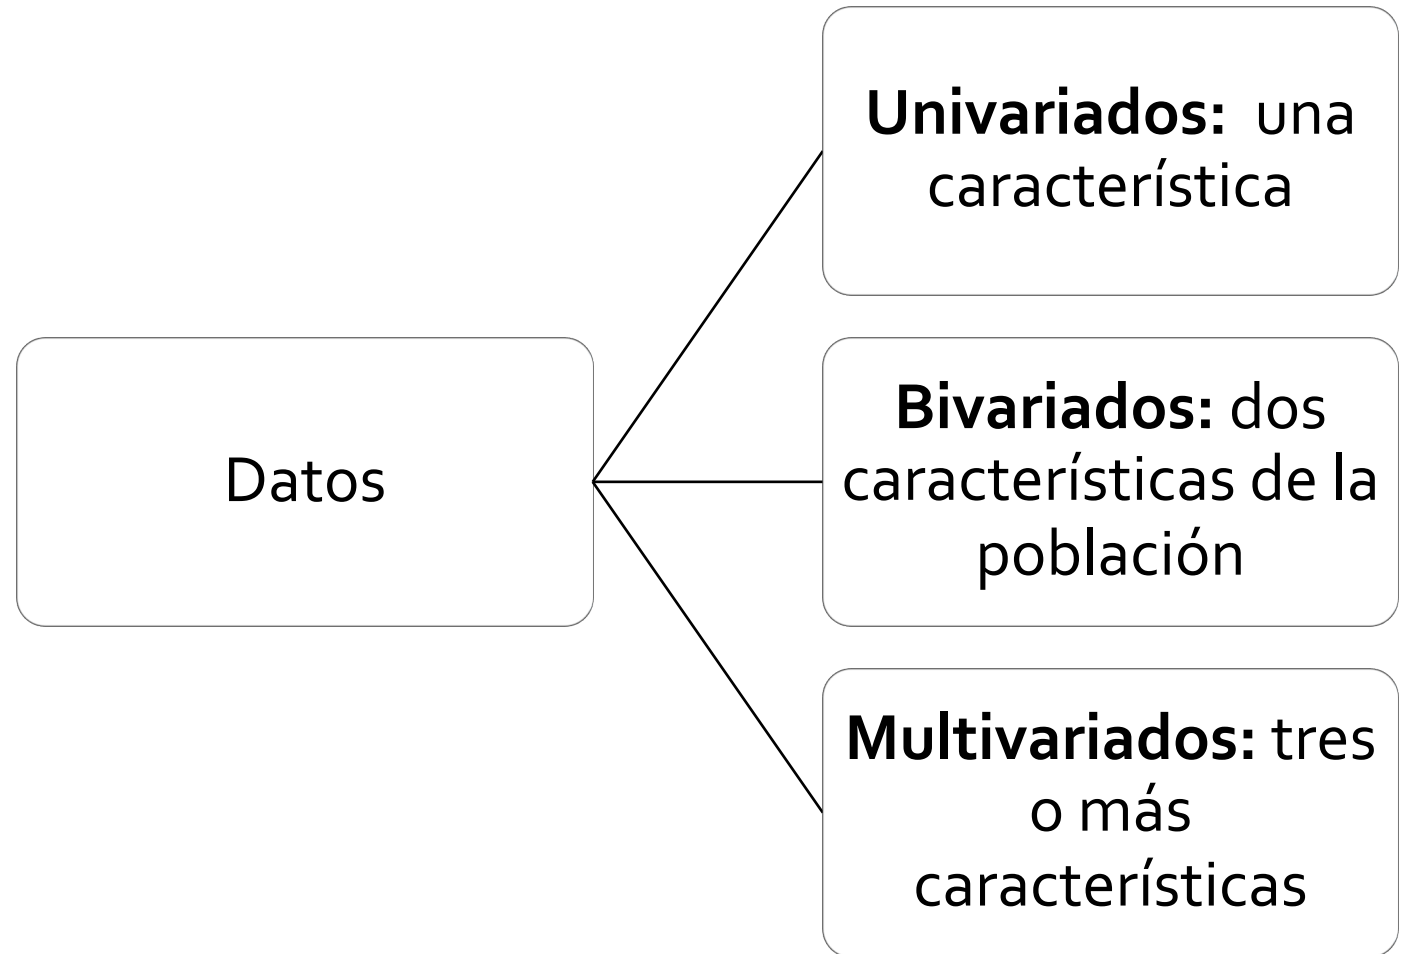 Datos
Univariados: una
característica
Bivariados: dos
características de la
población
Multivariados: tres
o más
características